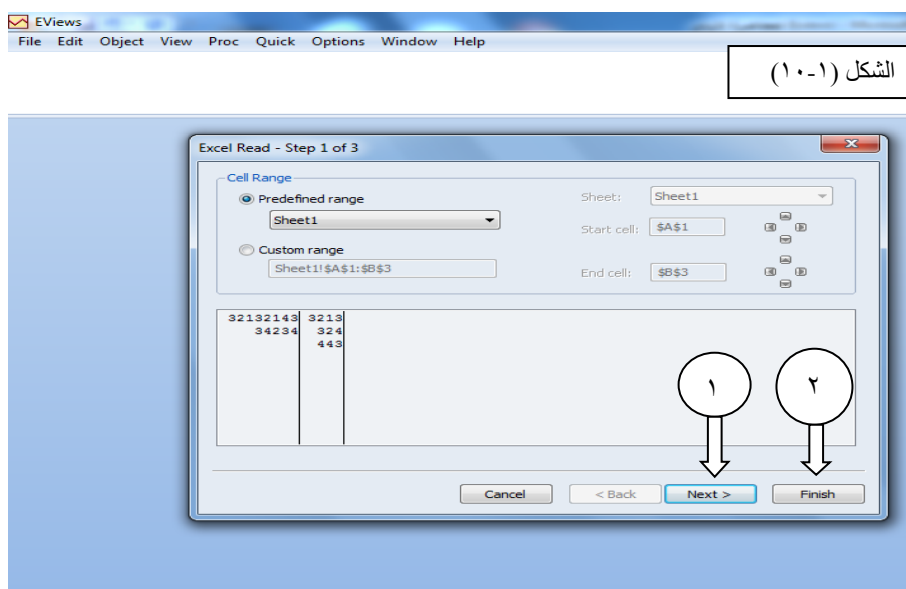 EViews
File Edit Object View Proc Quick Options Window Help
الشكل (١-١٠)
Excel Read - Step 1 of 3
Cell Range
Predefined range
Sheet1
Custom range
Sheet1!$A$1:$B$3
Sheet: Sheet1
Start cell: $A$1
End cell: $B$3
32132143 3213
34234 324
443
١ ٢
Cancel < Back Next > Finish